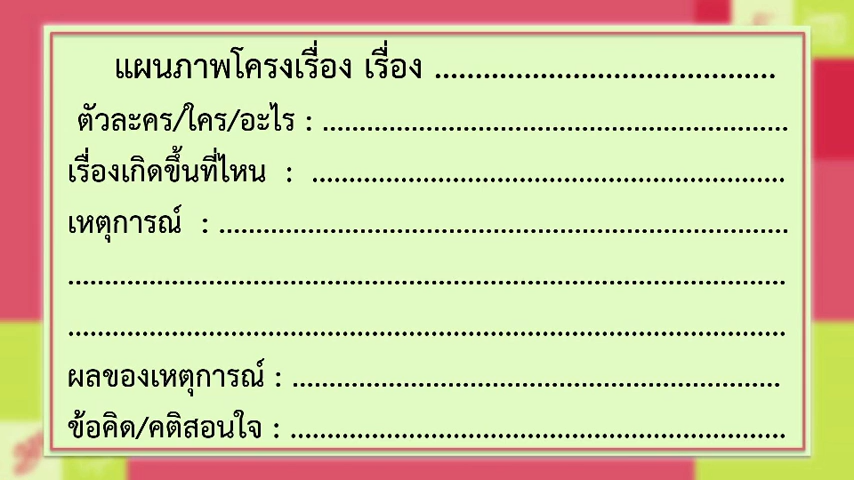 แผนภาพโครงเรื่อง เรื่อง ..........................................
ตัวละคร/ใคร/อะไร : ...............................................................
เรื่องเกิดขึ้นที่ไหน : ...............................................................
เหตุการณ์ : .............................................................................
................................................................................................
................................................................................................
ผลของเหตุการณ์ : .................................................................
ข้อคิด/คติสอนใจ : ..................................................................